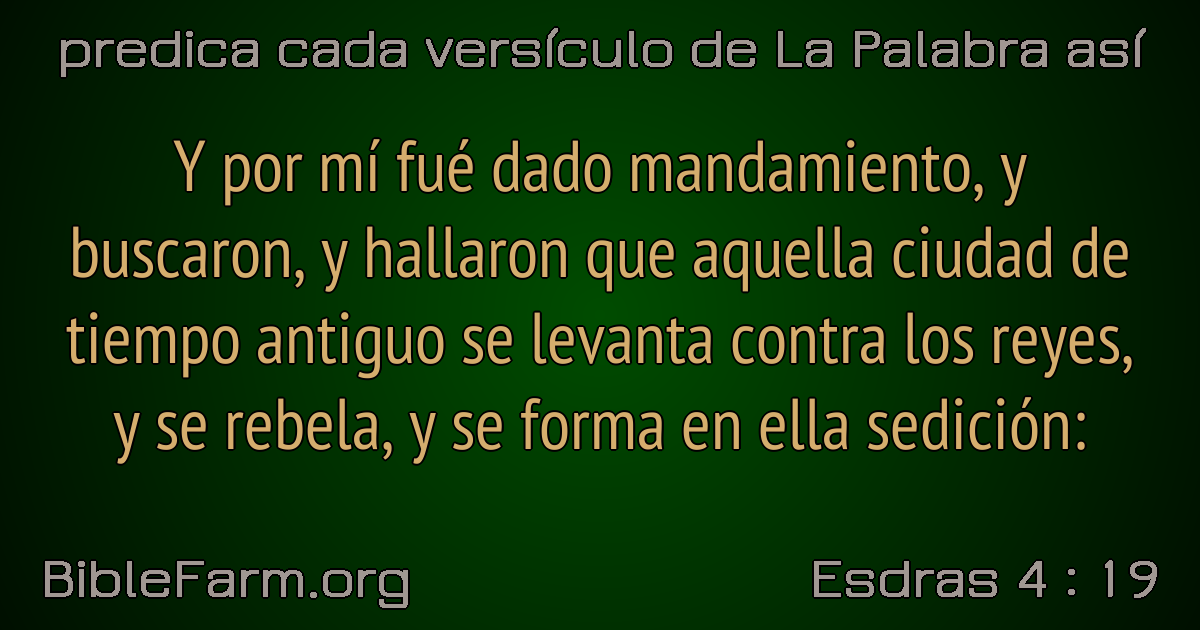 predica cada versículo de La Palabra así
Y por mí fué dado mandamiento, y
buscaron, y hallaron que aquella ciudad de
tiempo antiguo se levanta contra los reyes,
y se rebela, y se forma en ella sedición:
BibleFarm.org
Esdras 4 : 19